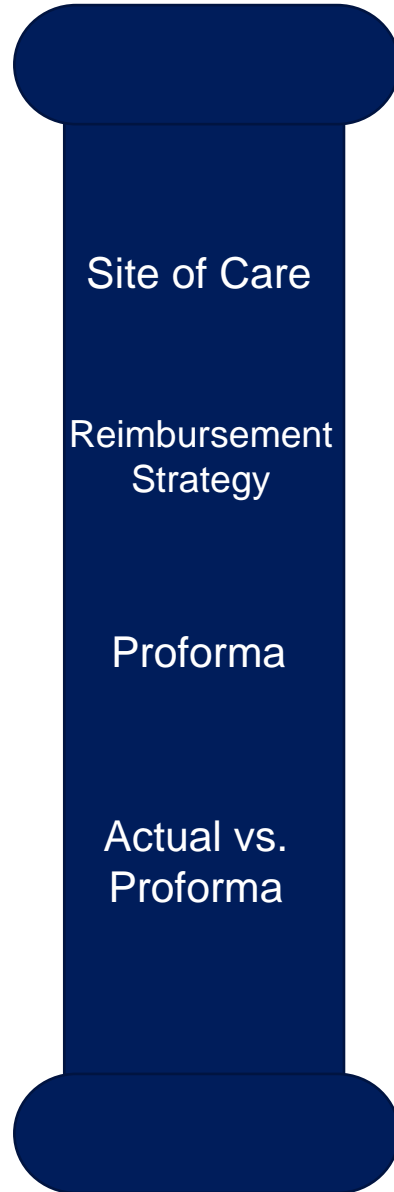 Site of Care
Reimbursement
Strategy
Proforma
Actual vs.
Proforma